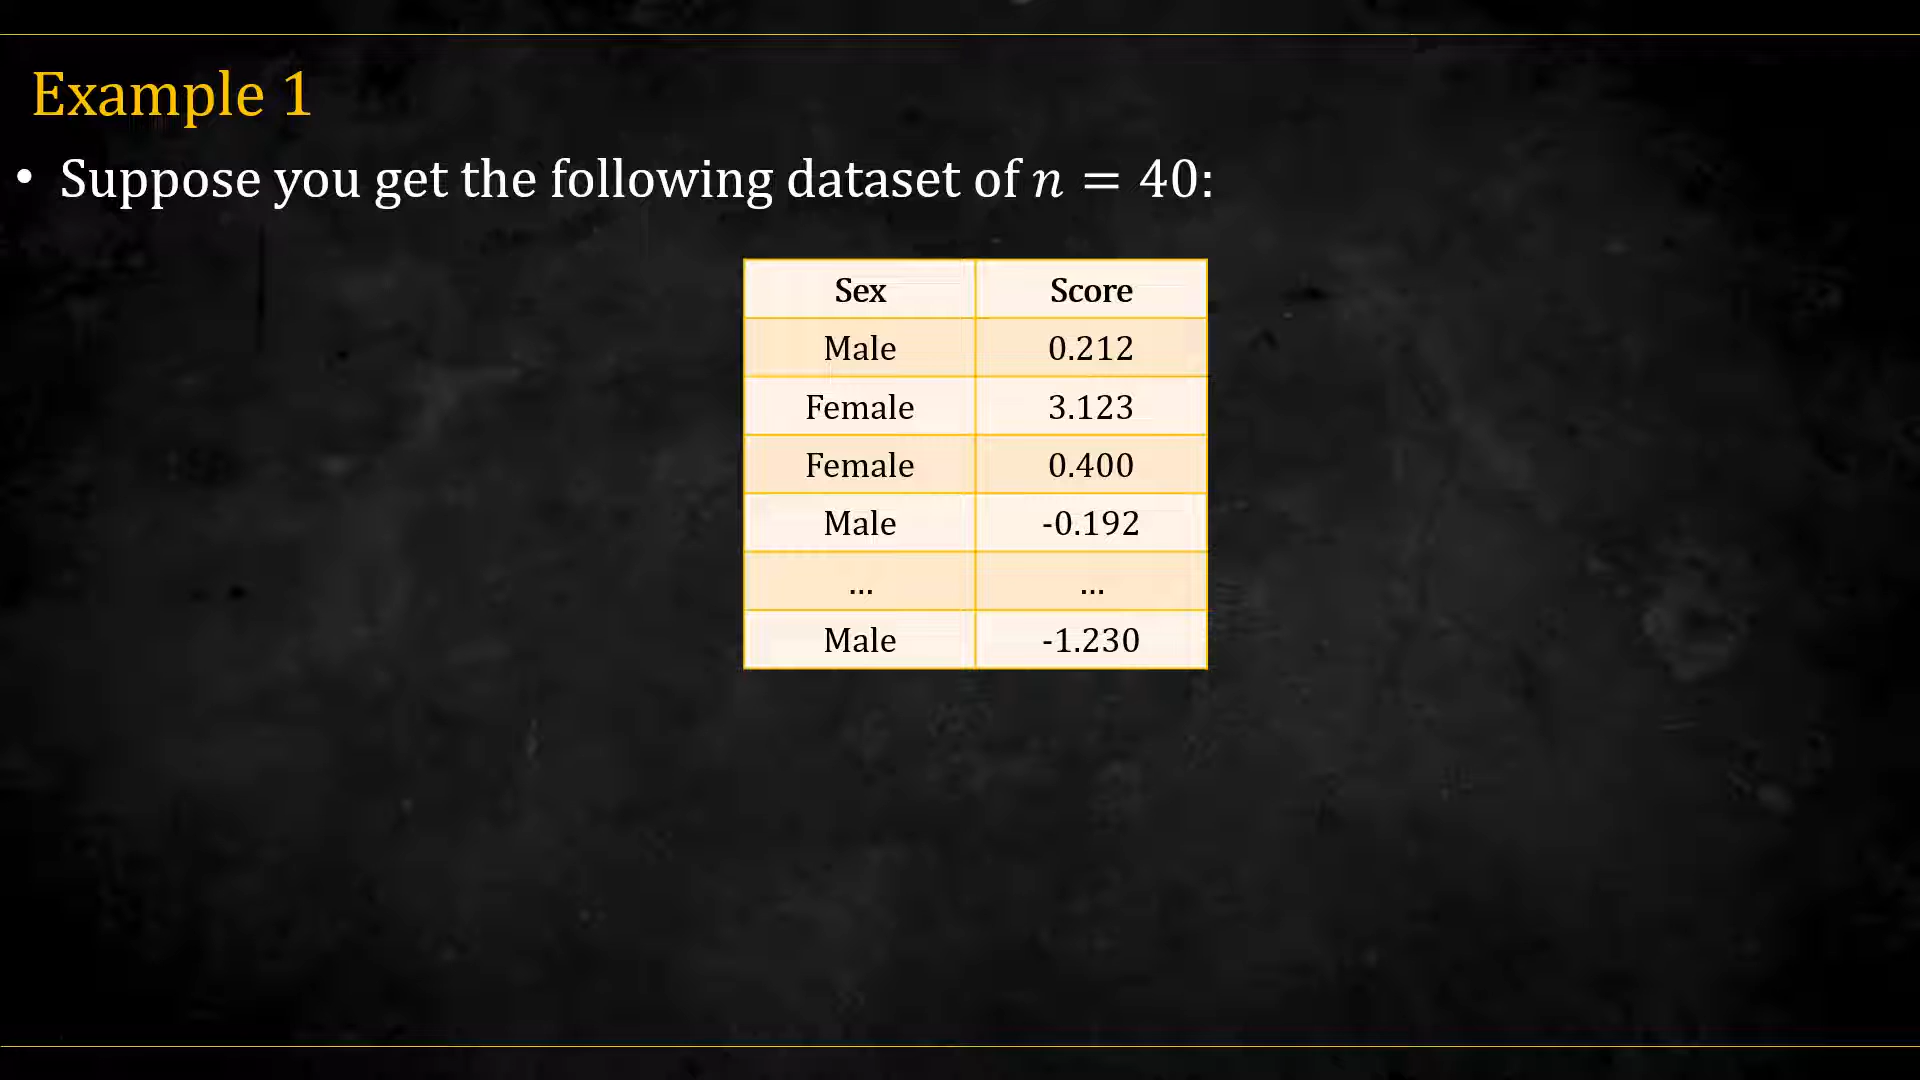 Example 1
• Suppose you get the following dataset of n = 40:
Sex Score
Male 0.212
Female 3.123
Female 0.400
Male -0.192
... ...
Male -1.230